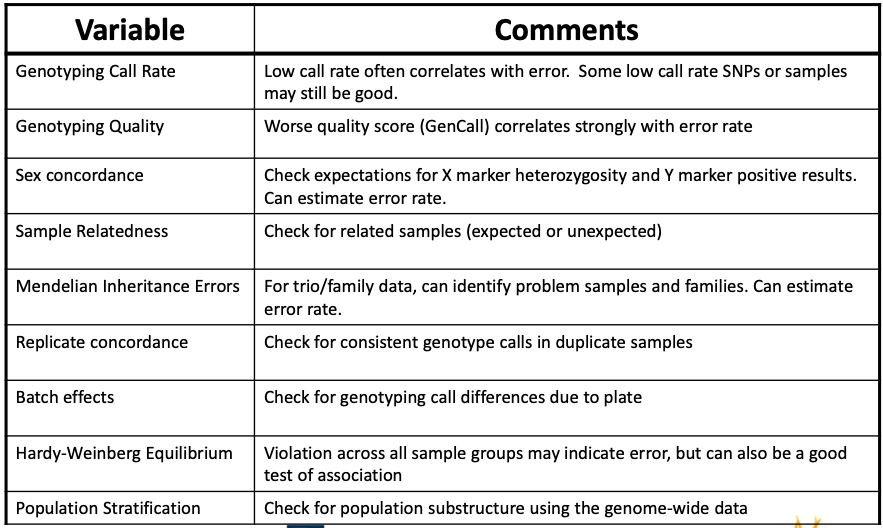 Variable
Comments
Genotyping Call Rate
Low call rate often correlates with error.  Some low call rate SNPs or samples
may still be good.
Genotyping Quality
Worse quality score (GenCall) correlates strongly with error rate
Sex concordance
Check expectations for X marker heterozygosity and Y marker positive results.
Can estimate error rate.
Sample Relatedness
Check for related samples (expected or unexpected)
Mendelian Inheritance Errors
For trio/family data, can identify problem samples and families. Can estimate
error rate.
Replicate concordance
Check for consistent genotype calls in duplicate samples
Batch effects
Check for genotyping call differences due to plate
Hardy-Weinberg Equilibrium
Violation across all sample groups may indicate error, but can also be a good
test of association
Population Stratification
Check for population substructure using the genome-wide data